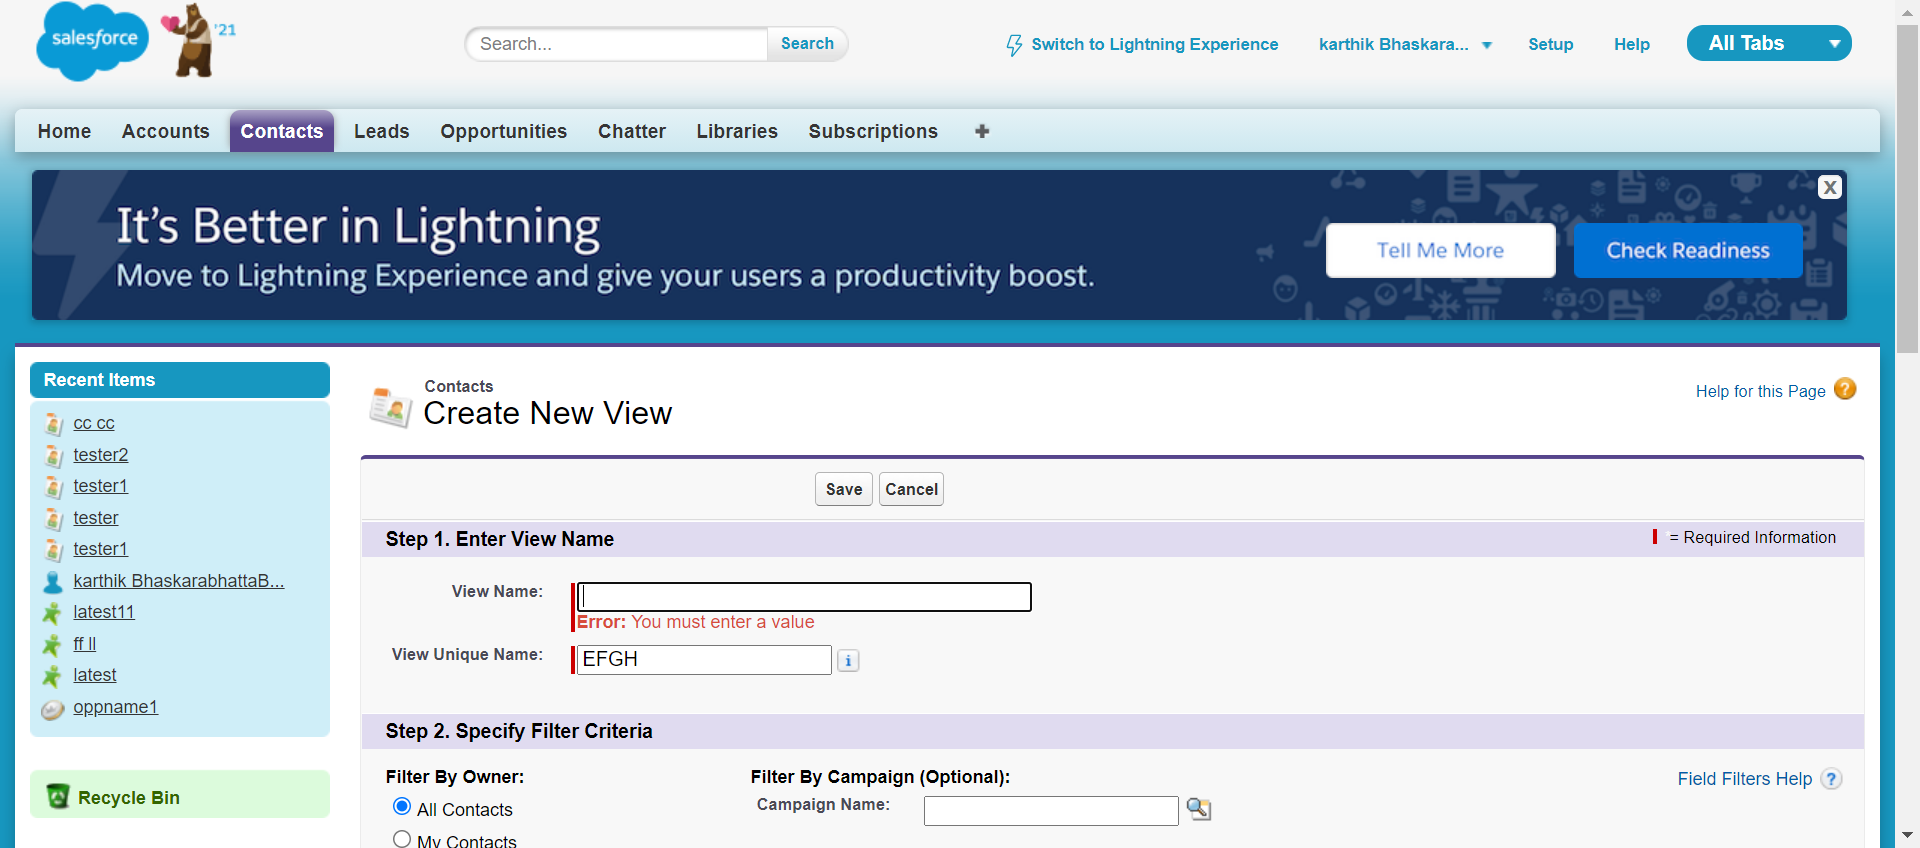 salesforce
'21
Search...
Search
Switch to Lightning Experience
karthik Bhaskara...
Setup
Help
All Tabs
Home
Accounts
Contacts
Leads
Opportunities
Chatter
Libraries
Subscriptions
It's Better in Lightning
Move to Lightning Experience and give your users a productivity boost.
Tell Me More
Check Readiness
X
Recent Items
cc cc
tester2
tester1
tester
tester1
karthik BhaskarabhattaB...
latest11
ff ll
latest
oppname1
Recycle Bin
Contacts
Create New View
Help for this Page
?
Save
Cancel
Step 1. Enter View Name
= Required Information
View Name:
Error: You must enter a value
View Unique Name:
EFGH
i
Step 2. Specify Filter Criteria
Filter By Owner:
All Contacts
My Contacts
Filter By Campaign (Optional):
Campaign Name:
Field Filters Help
?